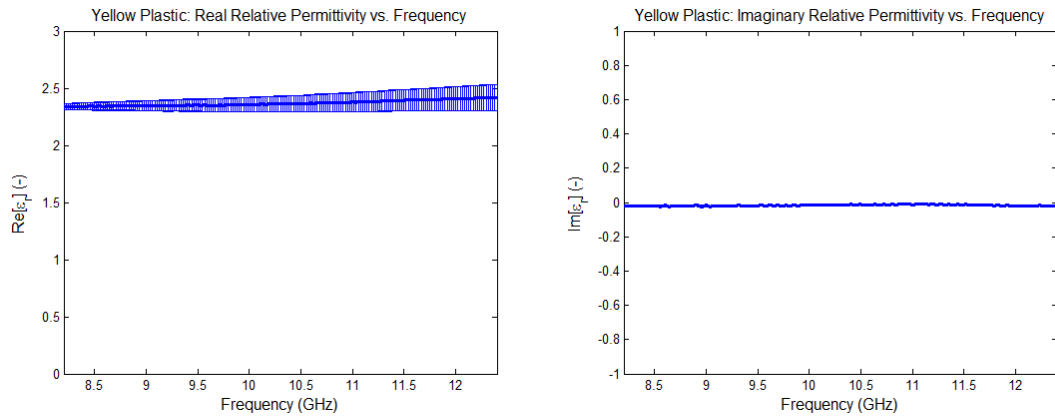 Yellow Plastic: Real Relative Permittivity vs. Frequency
3
2.5
2
1.5
1
0.5
0
Re[εr] (-)
8.5 9 9.5 10 10.5 11 11.5 12
Frequency (GHz)
Yellow Plastic: Imaginary Relative Permittivity vs. Frequency
1
0.8
0.6
0.4
0.2
0
-0.2
-0.4
-0.6
-0.8
-1
Im[εr] (-)
8.5 9 9.5 10 10.5 11 11.5 12
Frequency (GHz)